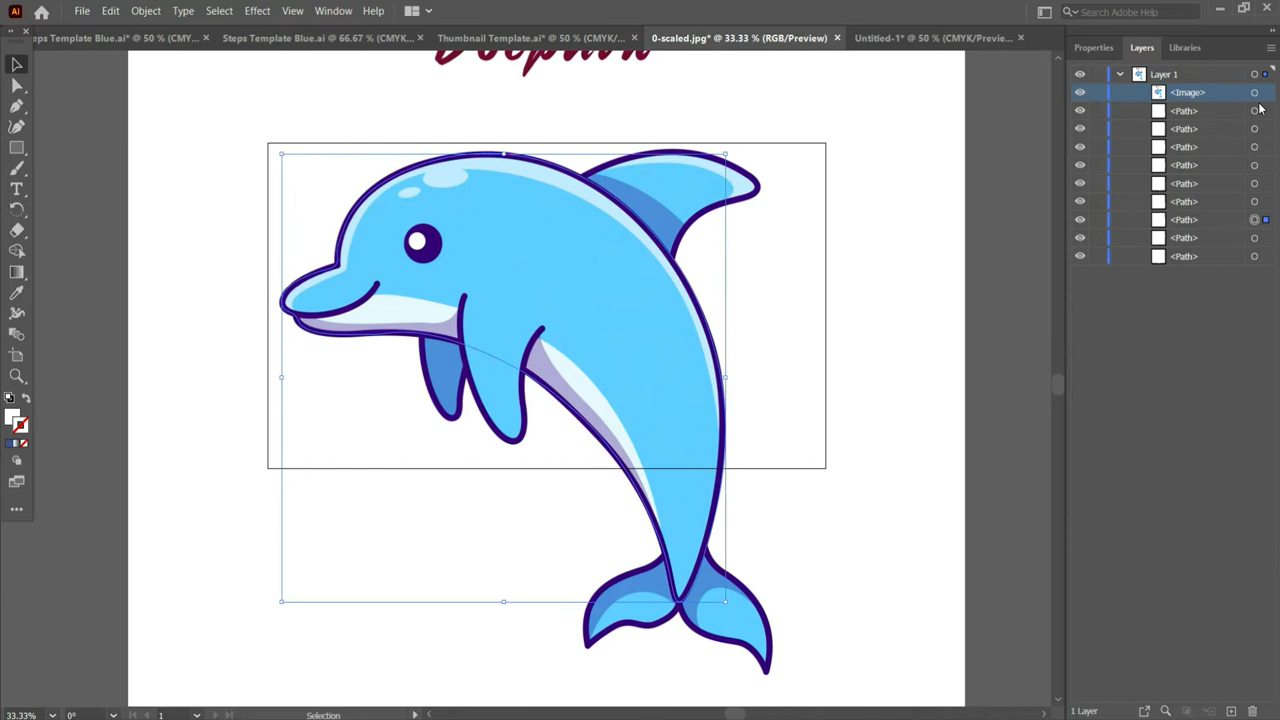 Ai File Edit Object Type Select Effect View Window Help Search Adobe Help
eps Template Blue.ai* @ 50 % (CMY... × Steps Template Blue.ai @ 66.67 % (CMYK... × Thumbnail Template.ai* @ 50 % (CMYK/... × 0-scaled.jpg* @ 33.33 % (RGB/Preview) × Untitled-1* @ 50 % (CMYK/Previe... ×
Dolphin
Properties Layers Libraries
Layer 1
<Image>
<Path>
<Path>
<Path>
<Path>
<Path>
<Path>
<Path>
<Path>
<Path>
33.33% 0° 1 Selection 1 Layer